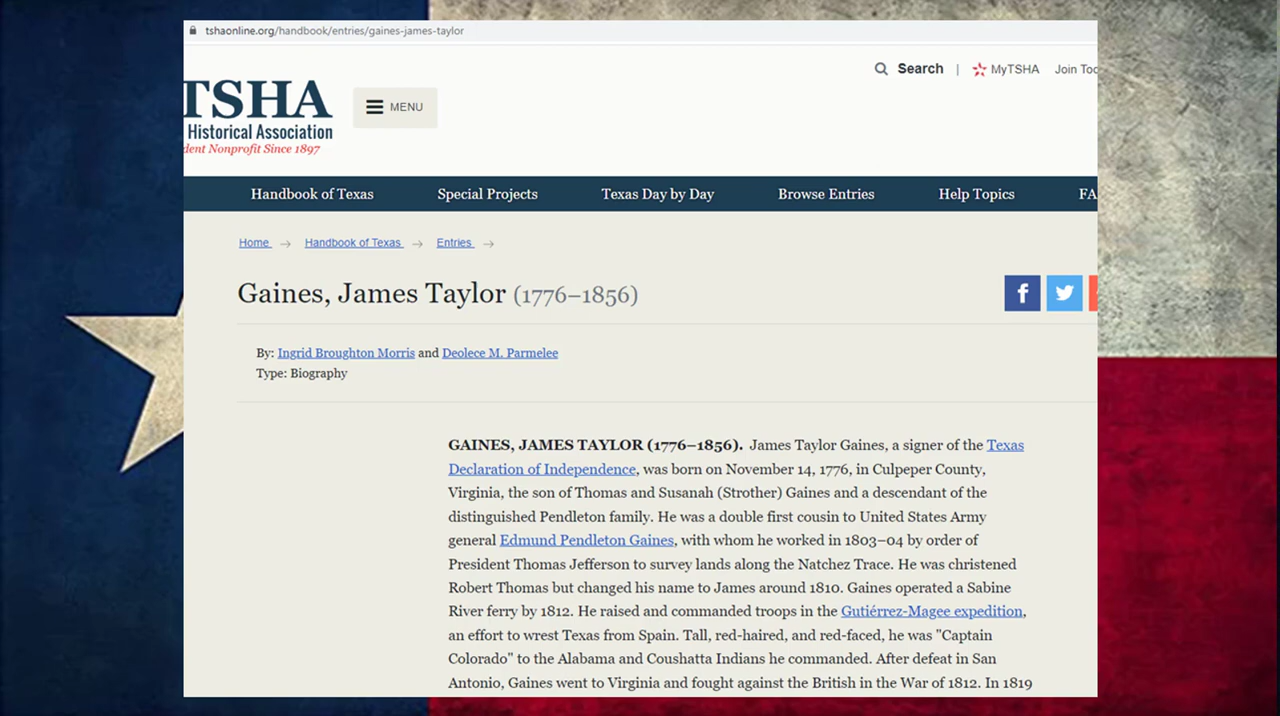 tshaonline.org/handbook/entries/gaines-james-taylor
Search | MyTSHA Join
TSHA
MENU
Historical Association
Nonprofit Since 1897
Handbook of Texas Special Projects Texas Day by Day Browse Entries Help Topics
Home → Handbook of Texas → Entries →
Gaines, James Taylor (1776–1856)
By: Ingrid Broughton Morris and Deolece M. Parmelee
Type: Biography
GAINES, JAMES TAYLOR (1776–1856). James Taylor Gaines, a signer of the Texas
Declaration of Independence, was born on November 14, 1776, in Culpeper County,
Virginia, the son of Thomas and Susanah (Strother) Gaines and a descendant of the
distinguished Pendleton family. He was a double first cousin to United States Army
general Edmund Pendleton Gaines, with whom he worked in 1803–04 by order of
President Thomas Jefferson to survey lands along the Natchez Trace. He was christened
Robert Thomas but changed his name to James around 1810. Gaines operated a Sabine
River ferry by 1812. He raised and commanded troops in the Gutiérrez-Magee expedition,
an effort to wrest Texas from Spain. Tall, red-haired, and red-faced, he was "Captain
Colorado" to the Alabama and Coushatta Indians he commanded. After defeat in San
Antonio, Gaines went to Virginia and fought against the British in the War of 1812. In 1819